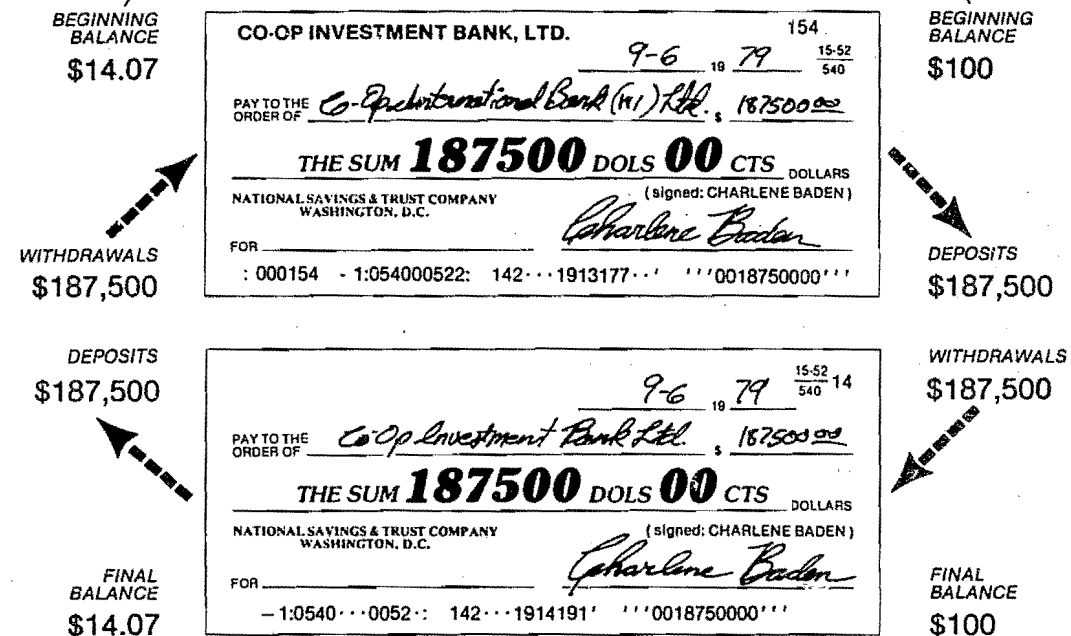 BEGINNING
BALANCE
$14.07
WITHDRAWALS
$187,500
DEPOSITS
$187,500
FINAL
BALANCE
$14.07
CO-OP INVESTMENT BANK, LTD.
154
9-6 19 79 15-52
540
PAY TO THE
ORDER OF Co-Op International Bank (HI) Ltd. $ 187500 00
THE SUM 187500 DOLS 00 CTS DOLLARS
NATIONAL SAVINGS & TRUST COMPANY
WASHINGTON, D.C.
(signed: CHARLENE BADEN)
Charlene Baden
FOR
: 000154 - 1:054000522: 142···1913177··' '''0018750000'''
9-6 19 79 15-52
540 14
PAY TO THE
ORDER OF Co-Op Investment Bank Ltd. $ 187500 00
THE SUM 187500 DOLS 00 CTS DOLLARS
NATIONAL SAVINGS & TRUST COMPANY
WASHINGTON, D.C.
(signed: CHARLENE BADEN)
Charlene Baden
FOR
–1:0540···0052·: 142···1914191' '''0018750000'''
BEGINNING
BALANCE
$100
DEPOSITS
$187,500
WITHDRAWALS
$187,500
FINAL
BALANCE
$100